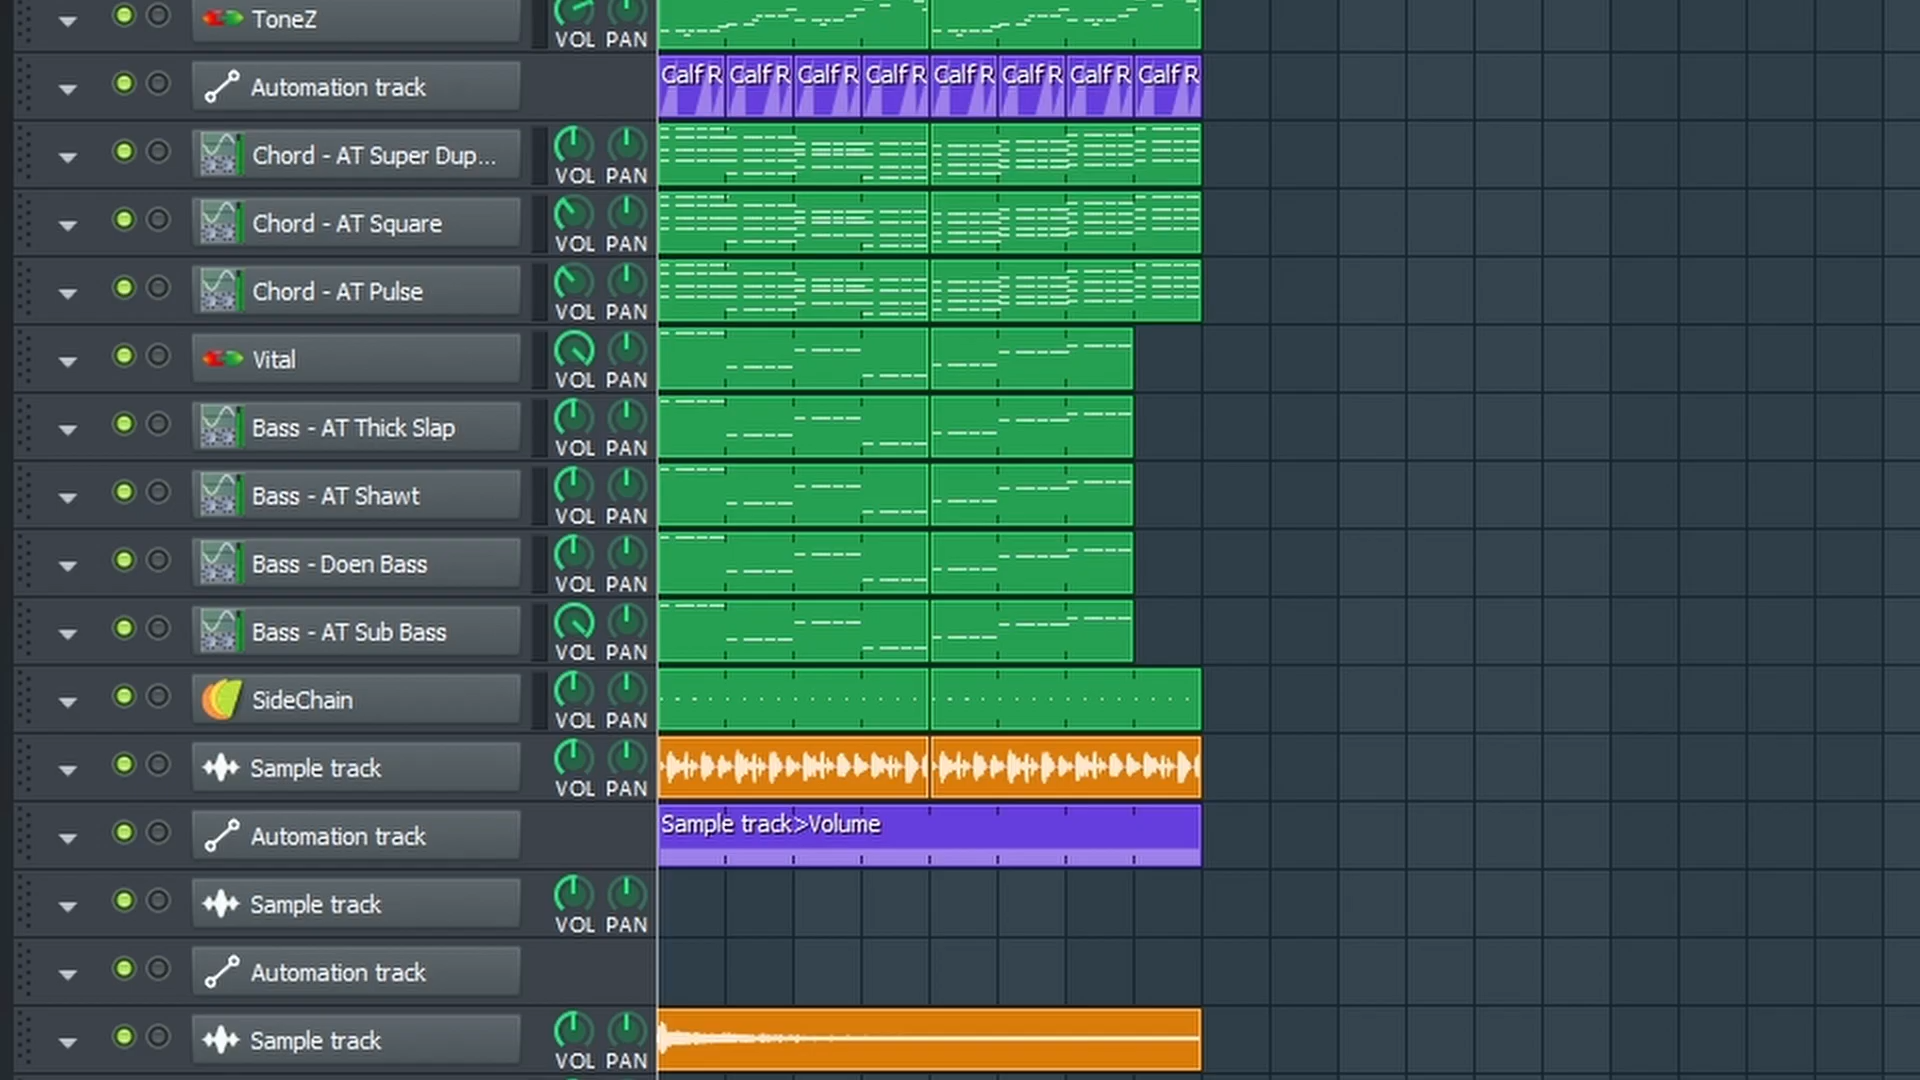 ToneZ
VOL PAN
Automation track
Calf R Calf R Calf R Calf R Calf R Calf R Calf R Calf R
Chord - AT Super Dup...
VOL PAN
Chord - AT Square
VOL PAN
Chord - AT Pulse
VOL PAN
Vital
VOL PAN
Bass - AT Thick Slap
VOL PAN
Bass - AT Shawt
VOL PAN
Bass - Doen Bass
VOL PAN
Bass - AT Sub Bass
VOL PAN
SideChain
VOL PAN
Sample track
VOL PAN
Automation track
Sample track>Volume
Sample track
VOL PAN
Automation track
Sample track
VOL PAN